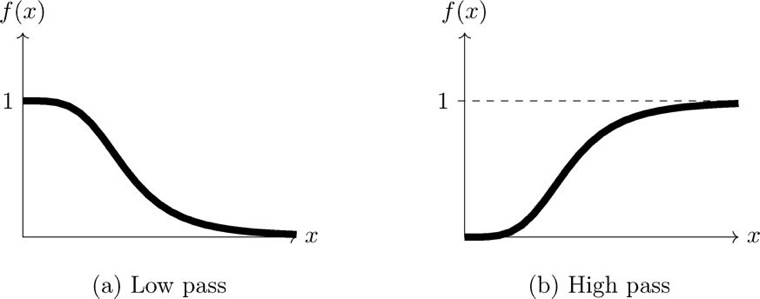 f(x)
1
x
(a) Low pass
f(x)
1
x
(b) High pass